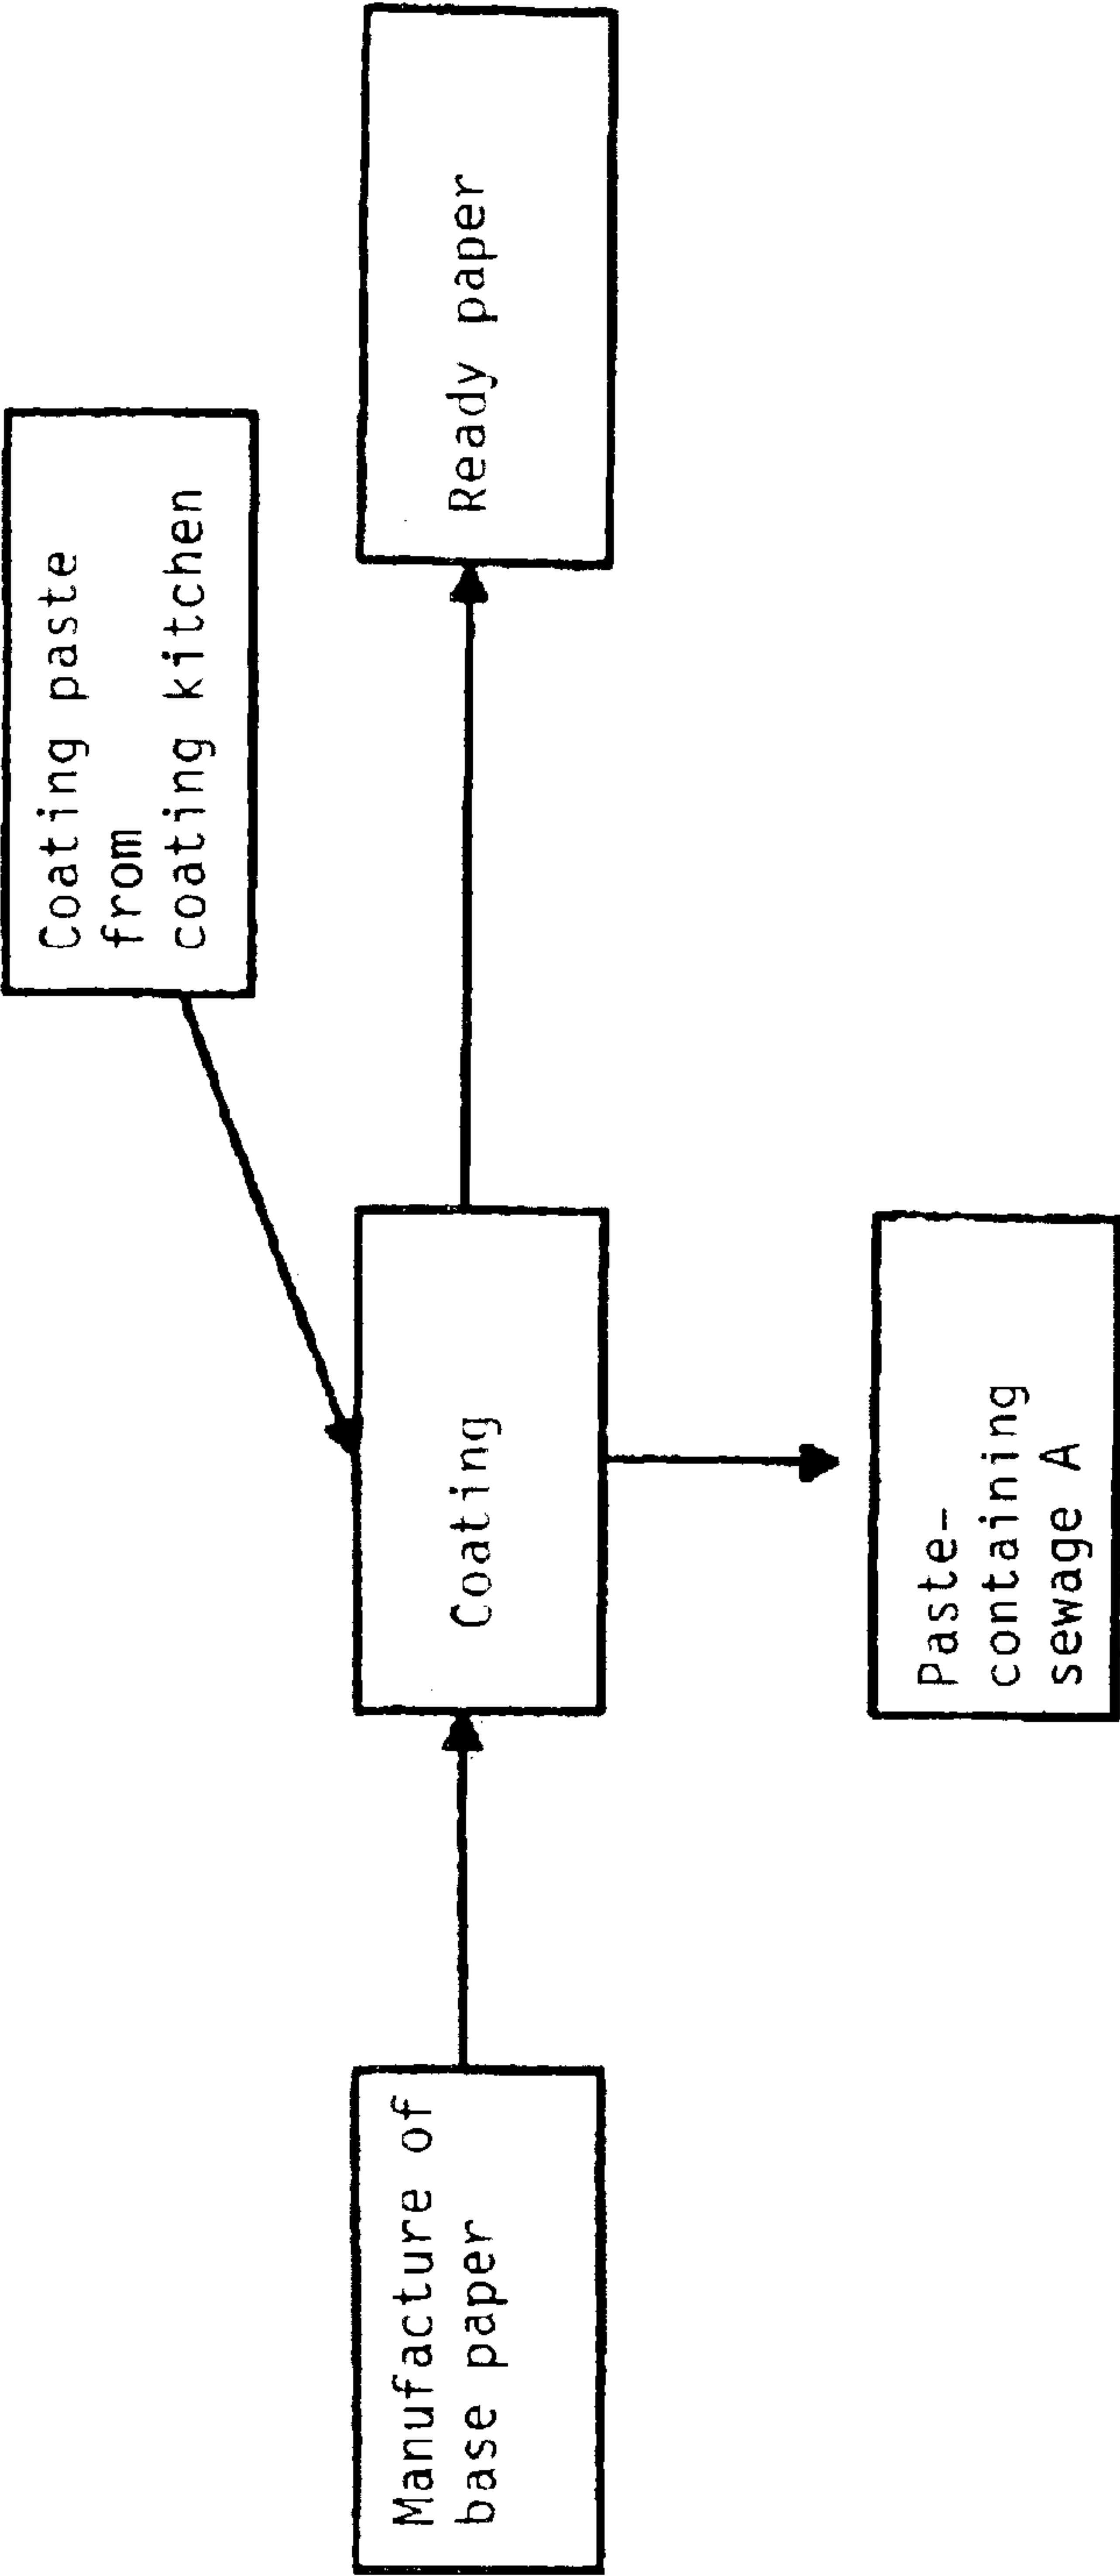 Coating paste
from
coating kitchen
Manufacture of
base paper
Coating
Ready paper
Paste-
containing
sewage A